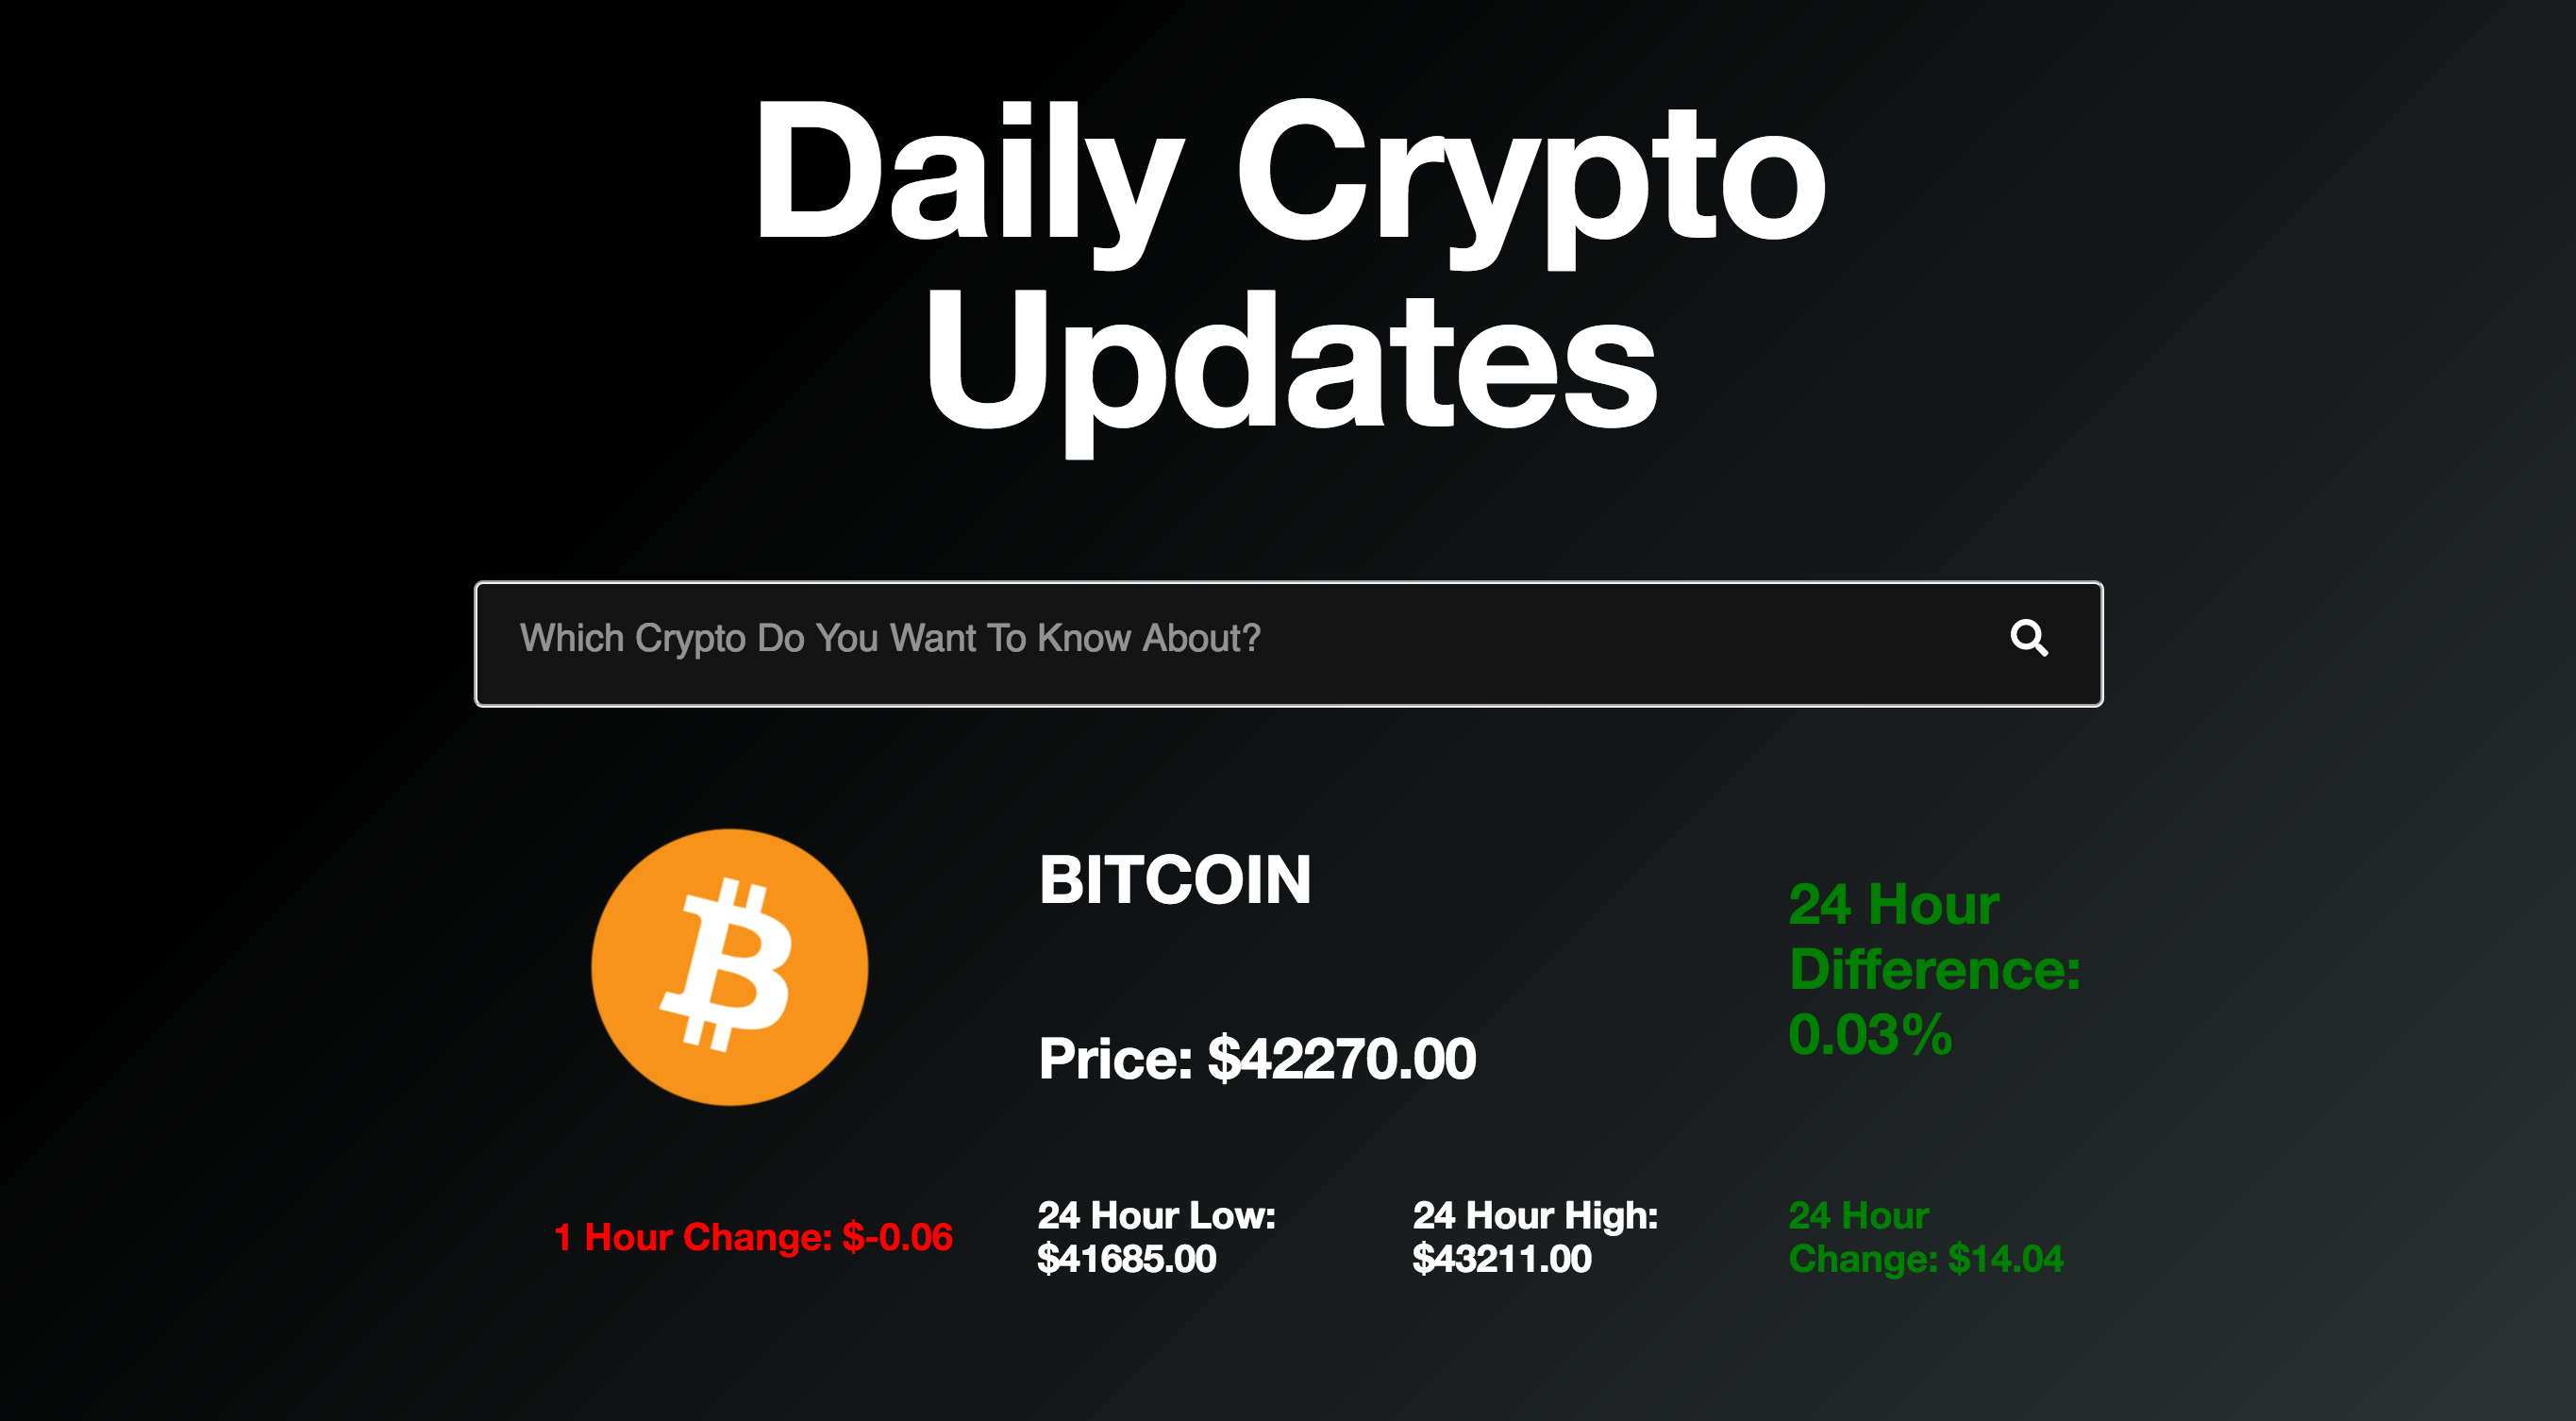 Daily Crypto
Updates
Which Crypto Do You Want To Know About?
BITCOIN
Price: $42270.00
24 Hour
Difference:
0.03%
1 Hour Change: $-0.06
24 Hour Low:
$41685.00
24 Hour High:
$43211.00
24 Hour
Change: $14.04